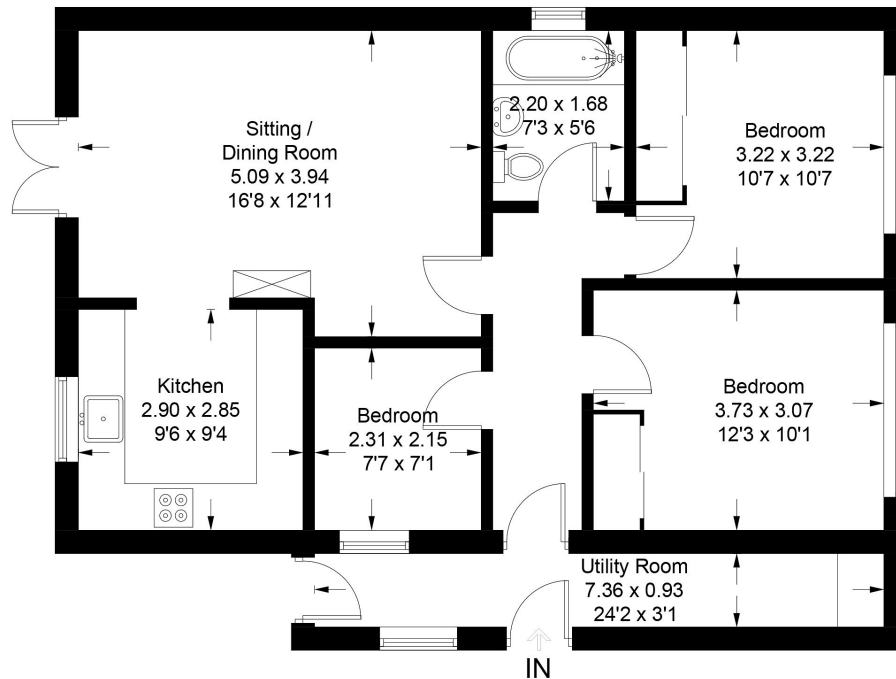 Sitting /
Dining Room
5.09 x 3.94
16'8 x 12'11
2.20 x 1.68
7'3 x 5'6
Bedroom
3.22 x 3.22
10'7 x 10'7
Kitchen
2.90 x 2.85
9'6 x 9'4
Bedroom
2.31 x 2.15
7'7 x 7'1
Bedroom
3.73 x 3.07
12'3 x 10'1
Utility Room
7.36 x 0.93
24'2 x 3'1
IN